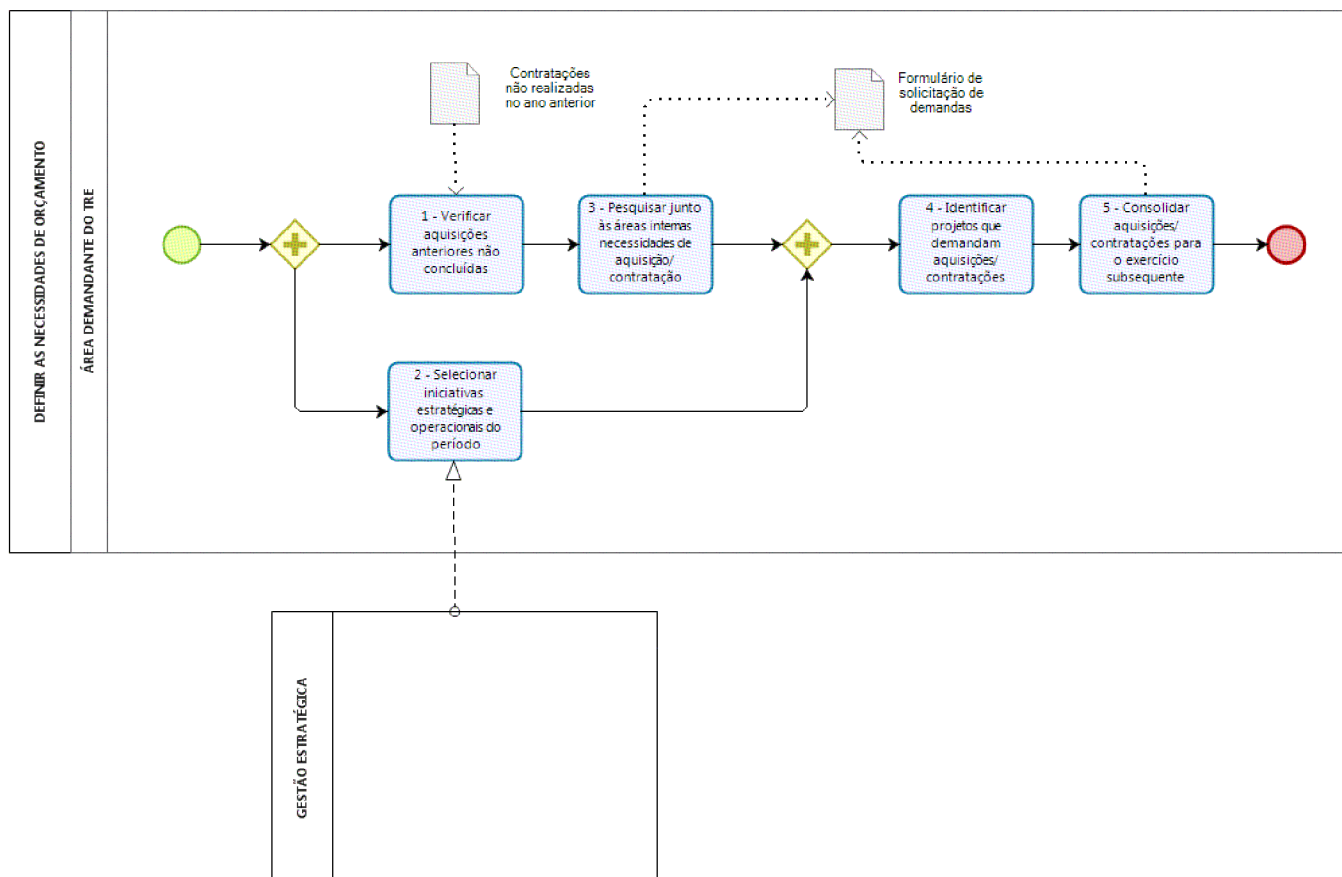 DEFINIR AS NECESSIDADES DE ORÇAMENTO
ÁREA DEMANDANTE DO TRE
Contratações
não realizadas
no ano anterior
Formulário de
solicitação de
demandas
1 - Verificar
aquisições
anteriores não
concluídas
3 - Pesquisar junto
às áreas internas
necessidades de
aquisição/
contratação
4 - Identificar
projetos que
demandam
aquisições/
contratações
5 - Consolidar
aquisições/
contratações para
o exercício
subsequente
2 - Selecionar
iniciativas
estratégicas e
operacionais do
período
GESTÃO ESTRATÉGICA